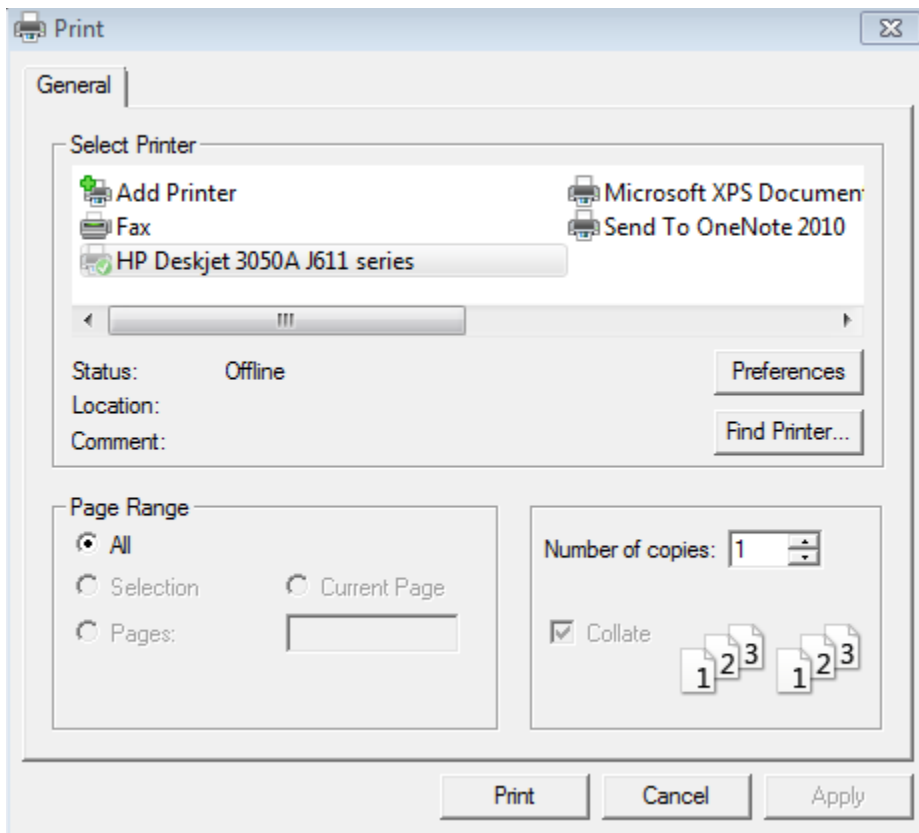 Print
General
Select Printer
Add Printer
Microsoft XPS Documen
Fax
Send To OneNote 2010
HP Deskjet 3050A J611 series
Status: Offline
Preferences
Location:
Comment:
Find Printer...
Page Range
All
Selection
Current Page
Pages:
Number of copies: 1
Collate
1 2 3 1 2 3
Print Cancel Apply